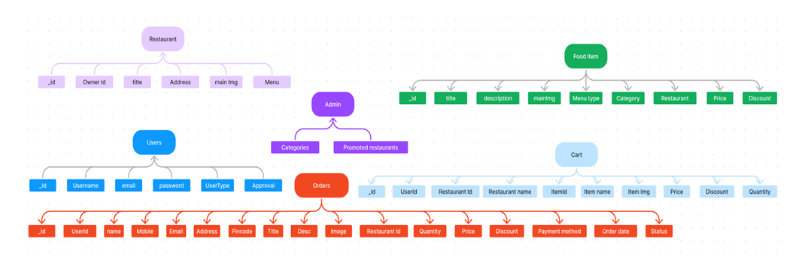 Restaurant
_id
Owner Id
title
Address
main Img
Menu
Food item
_id
title
description
mainImg
Menu type
Category
Restaurant
Price
Discount
Admin
Categories
Promoted restaurants
Users
_id
Username
email
password
UserType
Approval
Cart
_id
UserId
Restaurant Id
Restaurant name
ItemId
Item name
Item Img
Price
Discount
Quantity
Orders
_id
UserId
name
Mobile
Email
Address
Pincode
Title
Desc
Image
Restaurant id
Quantity
Price
Discount
Payment method
Order date
Status